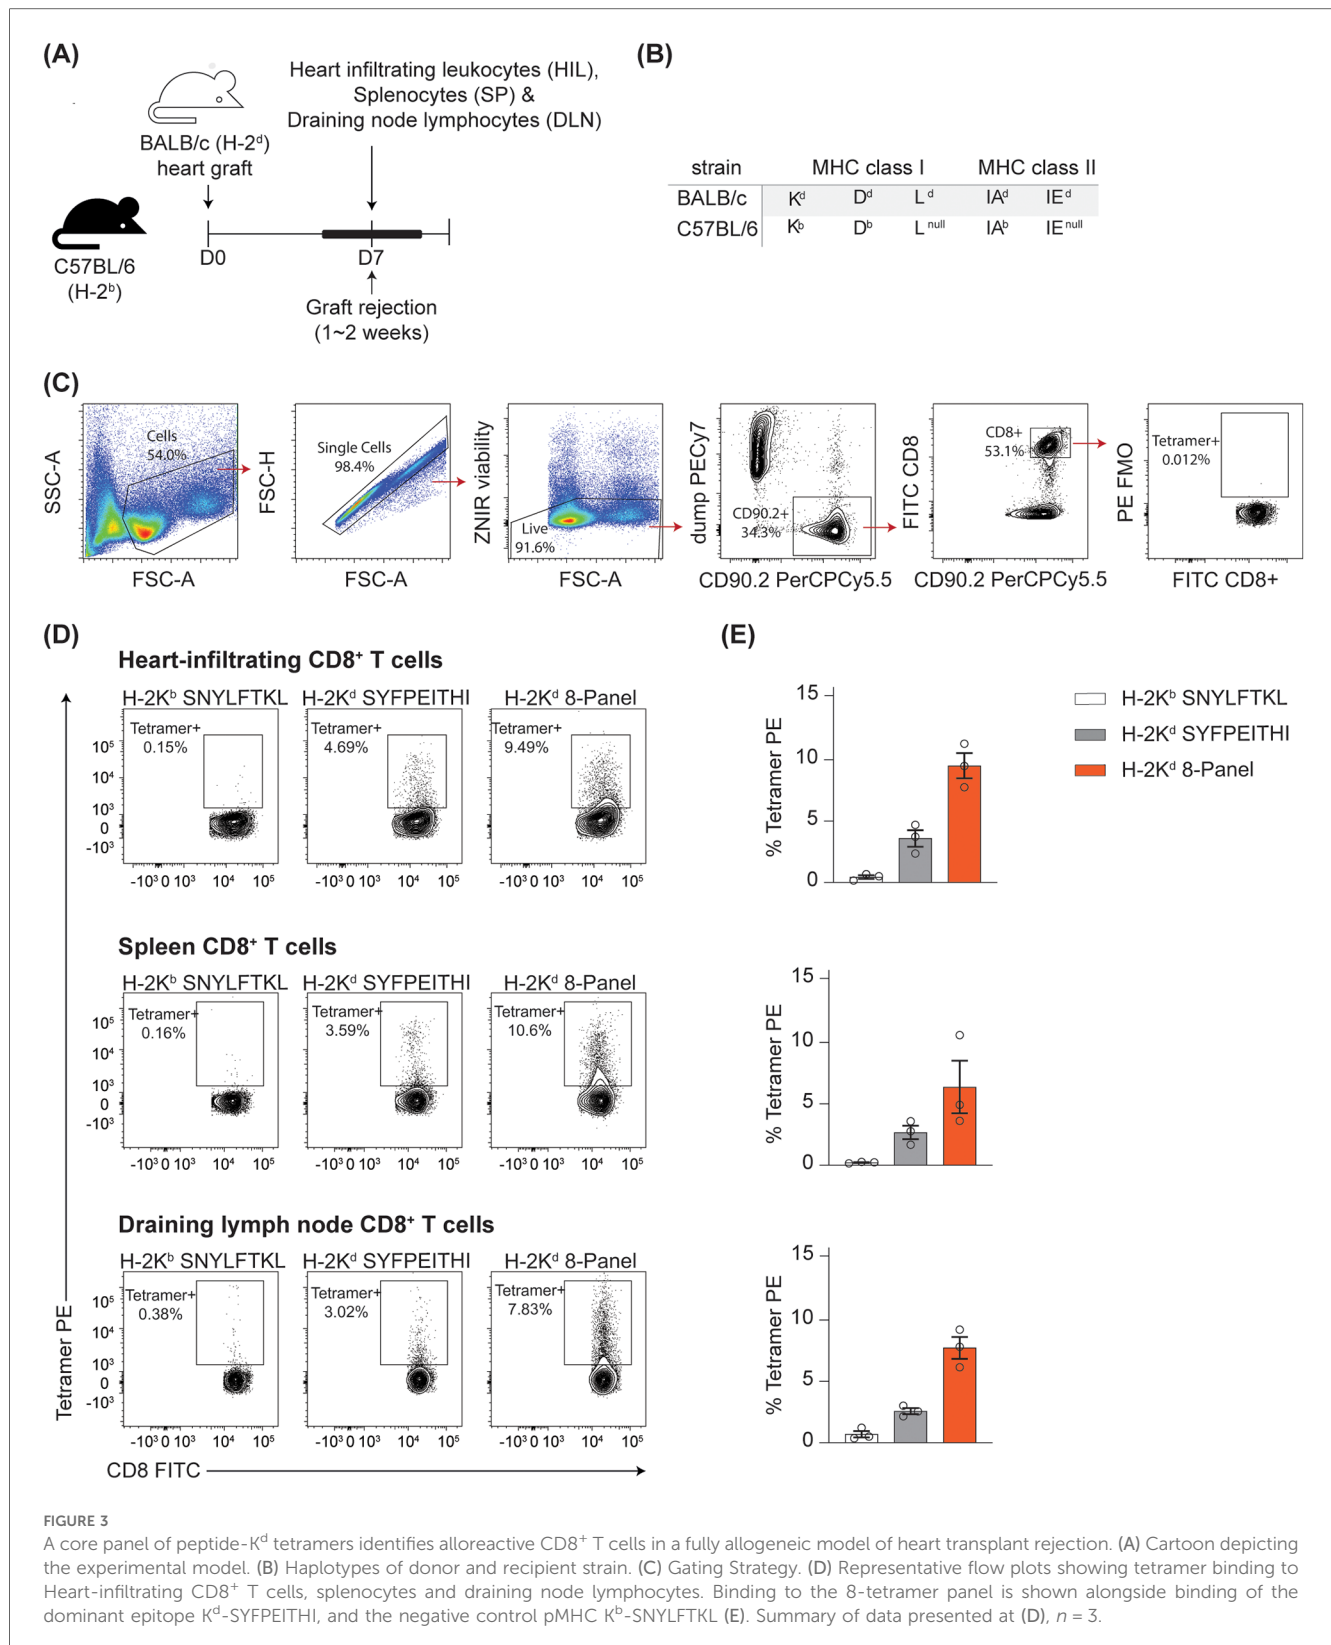 (A)
Heart infiltrating leukocytes (HIL),
Splenocytes (SP) &
Draining node lymphocytes (DLN)
BALB/c (H-2ᵈ)
heart graft
D0
D7
C57BL/6
(H-2ᵇ)
Graft rejection
(1~2 weeks)
(B)
strain MHC class I MHC class II
BALB/c Kᵈ Dᵈ Lᵈ IAᵈ IEᵈ
C57BL/6 Kᵇ Dᵇ Lⁿᵘˡˡ IAᵇ IEⁿᵘˡˡ
(C)
SSC-A
Cells
54.0%
FSC-A
FSC-H
Single Cells
98.4%
FSC-A
ZNIR viability
Live
91.6%
FSC-A
dump PECy7
CD90.2+
34.3%
CD90.2 PerCPCy5.5
FITC CD8
CD8+
53.1%
CD90.2 PerCPCy5.5
PE FMO
Tetramer+
0.012%
FITC CD8+
(D)
Heart-infiltrating CD8⁺ T cells
H-2Kᵇ SNYLFTKL H-2Kᵈ SYFPEITHI H-2Kᵈ 8-Panel
Tetramer+ Tetramer+ Tetramer+
0.15% 4.69% 9.49%
10⁵
10⁴
10³
0
-10³
-10³ 0 10³ 10⁴ 10⁵ -10³ 0 10³ 10⁴ 10⁵ -10³ 0 10³ 10⁴ 10⁵
Spleen CD8⁺ T cells
H-2Kᵇ SNYLFTKL H-2Kᵈ SYFPEITHI H-2Kᵈ 8-Panel
Tetramer+ Tetramer+ Tetramer+
0.16% 3.59% 10.6%
10⁵
10⁴
10³
0
-10³
-10³ 0 10³ 10⁴ 10⁵ -10³ 0 10³ 10⁴ 10⁵ -10³ 0 10³ 10⁴ 10⁵
Draining lymph node CD8⁺ T cells
H-2Kᵇ SNYLFTKL H-2Kᵈ SYFPEITHI H-2Kᵈ 8-Panel
Tetramer+ Tetramer+ Tetramer+
0.38% 3.02% 7.83%
10⁵
10⁴
10³
0
-10³
-10³ 0 10³ 10⁴ 10⁵ -10³ 0 10³ 10⁴ 10⁵ -10³ 0 10³ 10⁴ 10⁵
Tetramer PE
CD8 FITC
(E)
% Tetramer PE
15
10
5
0
H-2Kᵇ SNYLFTKL
H-2Kᵈ SYFPEITHI
H-2Kᵈ 8-Panel
% Tetramer PE
15
10
5
0
% Tetramer PE
15
10
5
0
FIGURE 3
A core panel of peptide-Kᵈ tetramers identifies alloreactive CD8⁺ T cells in a fully allogeneic model of heart transplant rejection. (A) Cartoon depicting
the experimental model. (B) Haplotypes of donor and recipient strain. (C) Gating Strategy. (D) Representative flow plots showing tetramer binding to
Heart-infiltrating CD8⁺ T cells, splenocytes and draining node lymphocytes. Binding to the 8-tetramer panel is shown alongside binding of the
dominant epitope Kᵈ-SYFPEITHI, and the negative control pMHC Kᵇ-SNYLFTKL (E). Summary of data presented at (D), n = 3.